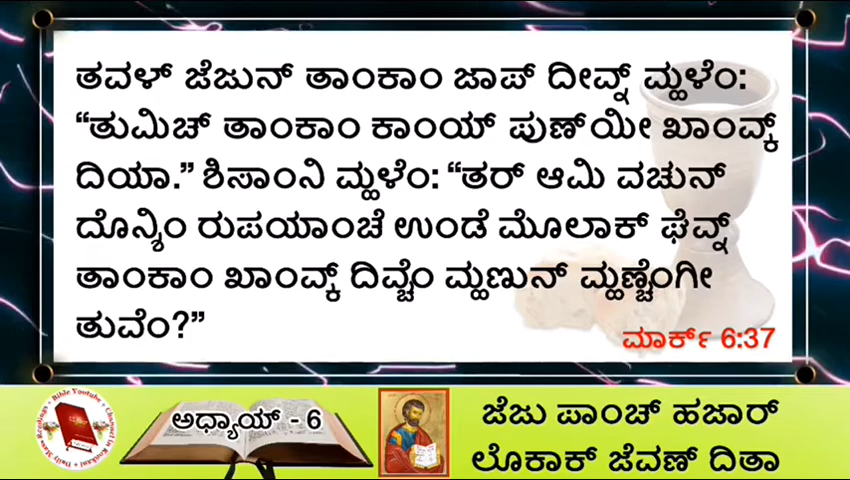 ತವಳ್ ಜೆಜುನ್ ತಾಂಕಾಂ ಜಾಪ್ ದೀವ್ನ್ ಮ್ಹಳೆಂ:
“ತುಮಿಚ್ ತಾಂಕಾಂ ಕಾಂಯ್ ಪುಣ್‌ಯೀ ಖಾಂವ್ಕ್
ದಿಯಾ.” ಶಿಸಾಂನಿ ಮ್ಹಳೆಂ: “ತರ್ ಆಮಿ ವಚುನ್
ದೊನ್ಶಿಂ ರುಪಯಾಂಚೆ ಉಂಡೆ ಮೊಲಾಕ್ ಘೆವ್ನ್
ತಾಂಕಾಂ ಖಾಂವ್ಕ್ ದಿವ್ಚೆಂ ಮ್ಹಣುನ್ ಮ್ಹಣ್ಚೆಂಗೀ
ತುವೆಂ?”
ಮಾರ್ಕ್ 6:37
ಅಧ್ಯಾಯ್ - 6
ಜೆಜು ಪಾಂಚ್ ಹಜಾರ್
ಲೊಕಾಕ್ ಜೆವಣ್ ದಿತಾ